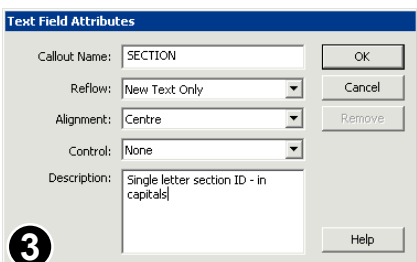 Text Field Attributes
Callout Name: SECTION OK
Reflow: New Text Only Cancel
Alignment: Centre Remove
Control: None
Description: Single letter section ID - in
capitals
3 Help